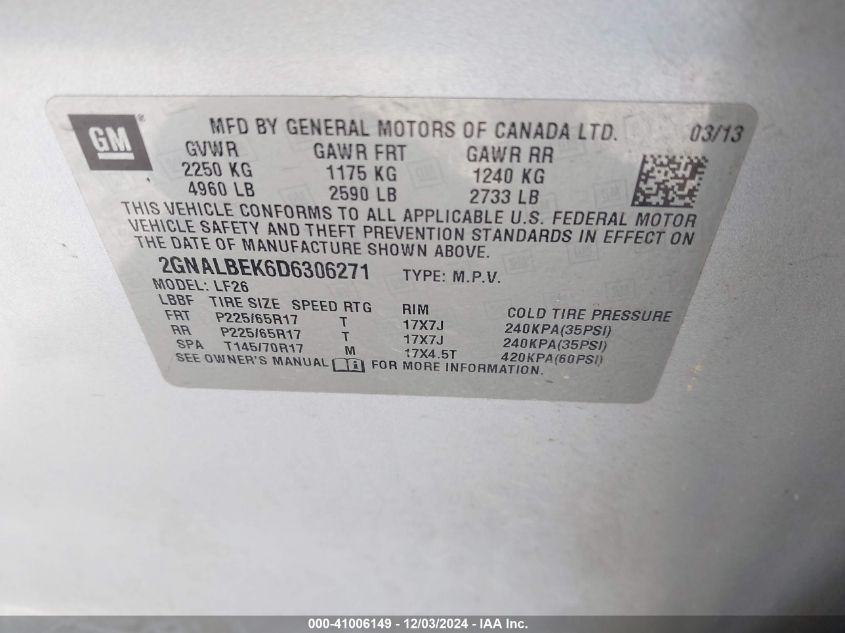 GM®
MFD BY GENERAL MOTORS OF CANADA LTD. 03/13
GVWR GAWR FRT GAWR RR
2250 KG 1175 KG 1240 KG
4960 LB 2590 LB 2733 LB
THIS VEHICLE CONFORMS TO ALL APPLICABLE U.S. FEDERAL MOTOR
VEHICLE SAFETY AND THEFT PREVENTION STANDARDS IN EFFECT ON
THE DATE OF MANUFACTURE SHOWN ABOVE.
2GNALBEK6D6306271 TYPE: M.P.V.
MODEL: LF26
LBBF TIRE SIZE SPEED RTG RIM COLD TIRE PRESSURE
FRT P225/65R17 T 17X7J 240KPA(35PSI)
RR P225/65R17 T 17X7J 240KPA(35PSI)
SPA T145/70R17 M 17X4.5T 420KPA(60PSI)
SEE OWNER'S MANUAL FOR MORE INFORMATION.
000-41006149 - 12/03/2024 - IAA Inc.